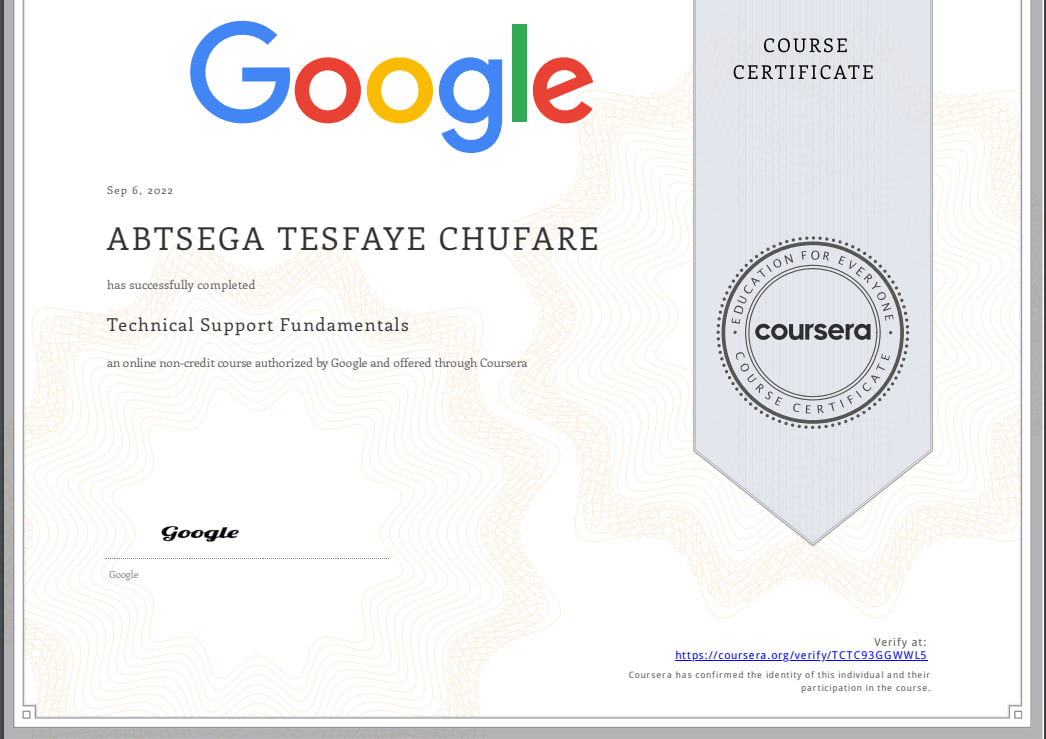 Google
COURSE
CERTIFICATE
Sep 6, 2022
ABTSEGA TESFAYE CHUFARE
has successfully completed
Technical Support Fundamentals
an online non-credit course authorized by Google and offered through Coursera
EDUCATION FOR EVERYONE
coursera
COURSE CERTIFICATE
Google
Google
Verify at:
https://coursera.org/verify/TCTC93GGWWL5
Coursera has confirmed the identity of this individual and their
participation in the course.